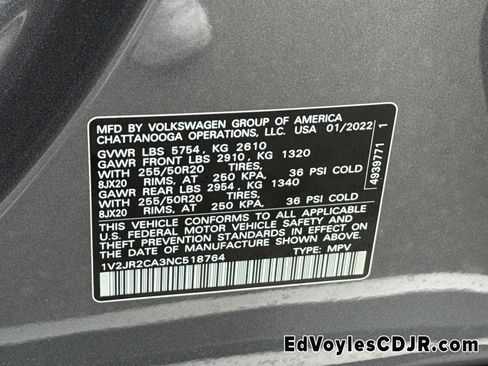 MFD BY VOLKSWAGEN GROUP OF AMERICA
CHATTANOOGA OPERATIONS, LLC. USA 01/2022
GVWR LBS 5754, KG 2610
GAWR FRONT LBS 2910, KG 1320
WITH 255/50R20 TIRES,
8JX20 RIMS, AT 250 KPA, 36 PSI COLD
GAWR REAR LBS 2954, KG 1340
WITH 255/50R20 TIRES,
8JX20 RIMS, AT 250 KPA. 36 PSI COLD
THIS VEHICLE CONFORMS TO ALL APPLICABLE
U.S. FEDERAL MOTOR VEHICLE SAFETY AND
THEFT PREVENTION STANDARDS IN EFFECT ON THE
DATE OF MANUFACTURE SHOWN ABOVE.
1V2JR2CA3NC518764 TYPE: MPV
4939771 1
EdVoylesCDJR.com